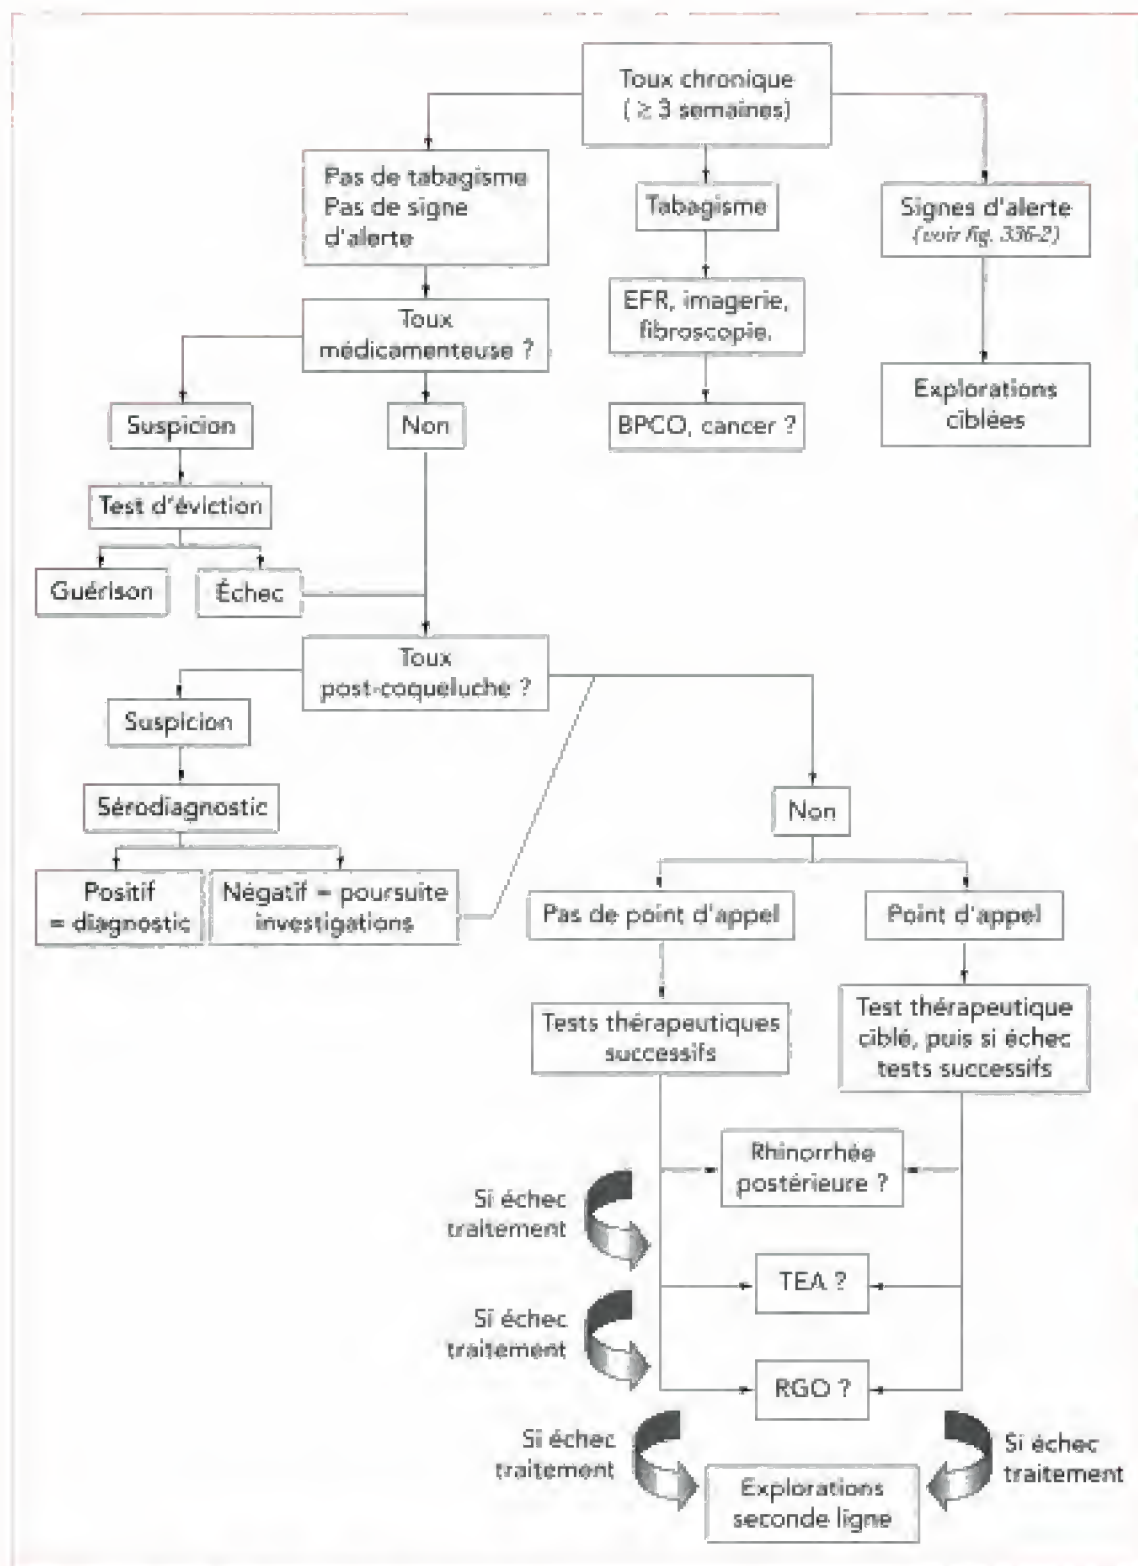 Toux chronique
( ≥ 3 semaines)
Pas de tabagisme
Pas de signe
d'alerte
Tabagisme
Signes d'alerte
(voir fig. 336-2)
EFR, imagerie,
fibroscopie.
Toux
médicamenteuse ?
Explorations
ciblées
Suspicion
Non
BPCO, cancer ?
Test d'éviction
Guérison
Échec
Toux
post-coqueluche ?
Suspicion
Sérodiagnostic
Non
Positif
= diagnostic
Négatif = poursuite
investigations
Pas de point d'appel
Point d'appel
Tests thérapeutiques
successifs
Test thérapeutique
ciblé, puis si échec
tests successifs
Rhinorrhée
postérieure ?
Si échec
traitement
TEA ?
Si échec
traitement
RGO ?
Si échec
traitement
Si échec
traitement
Explorations
seconde ligne